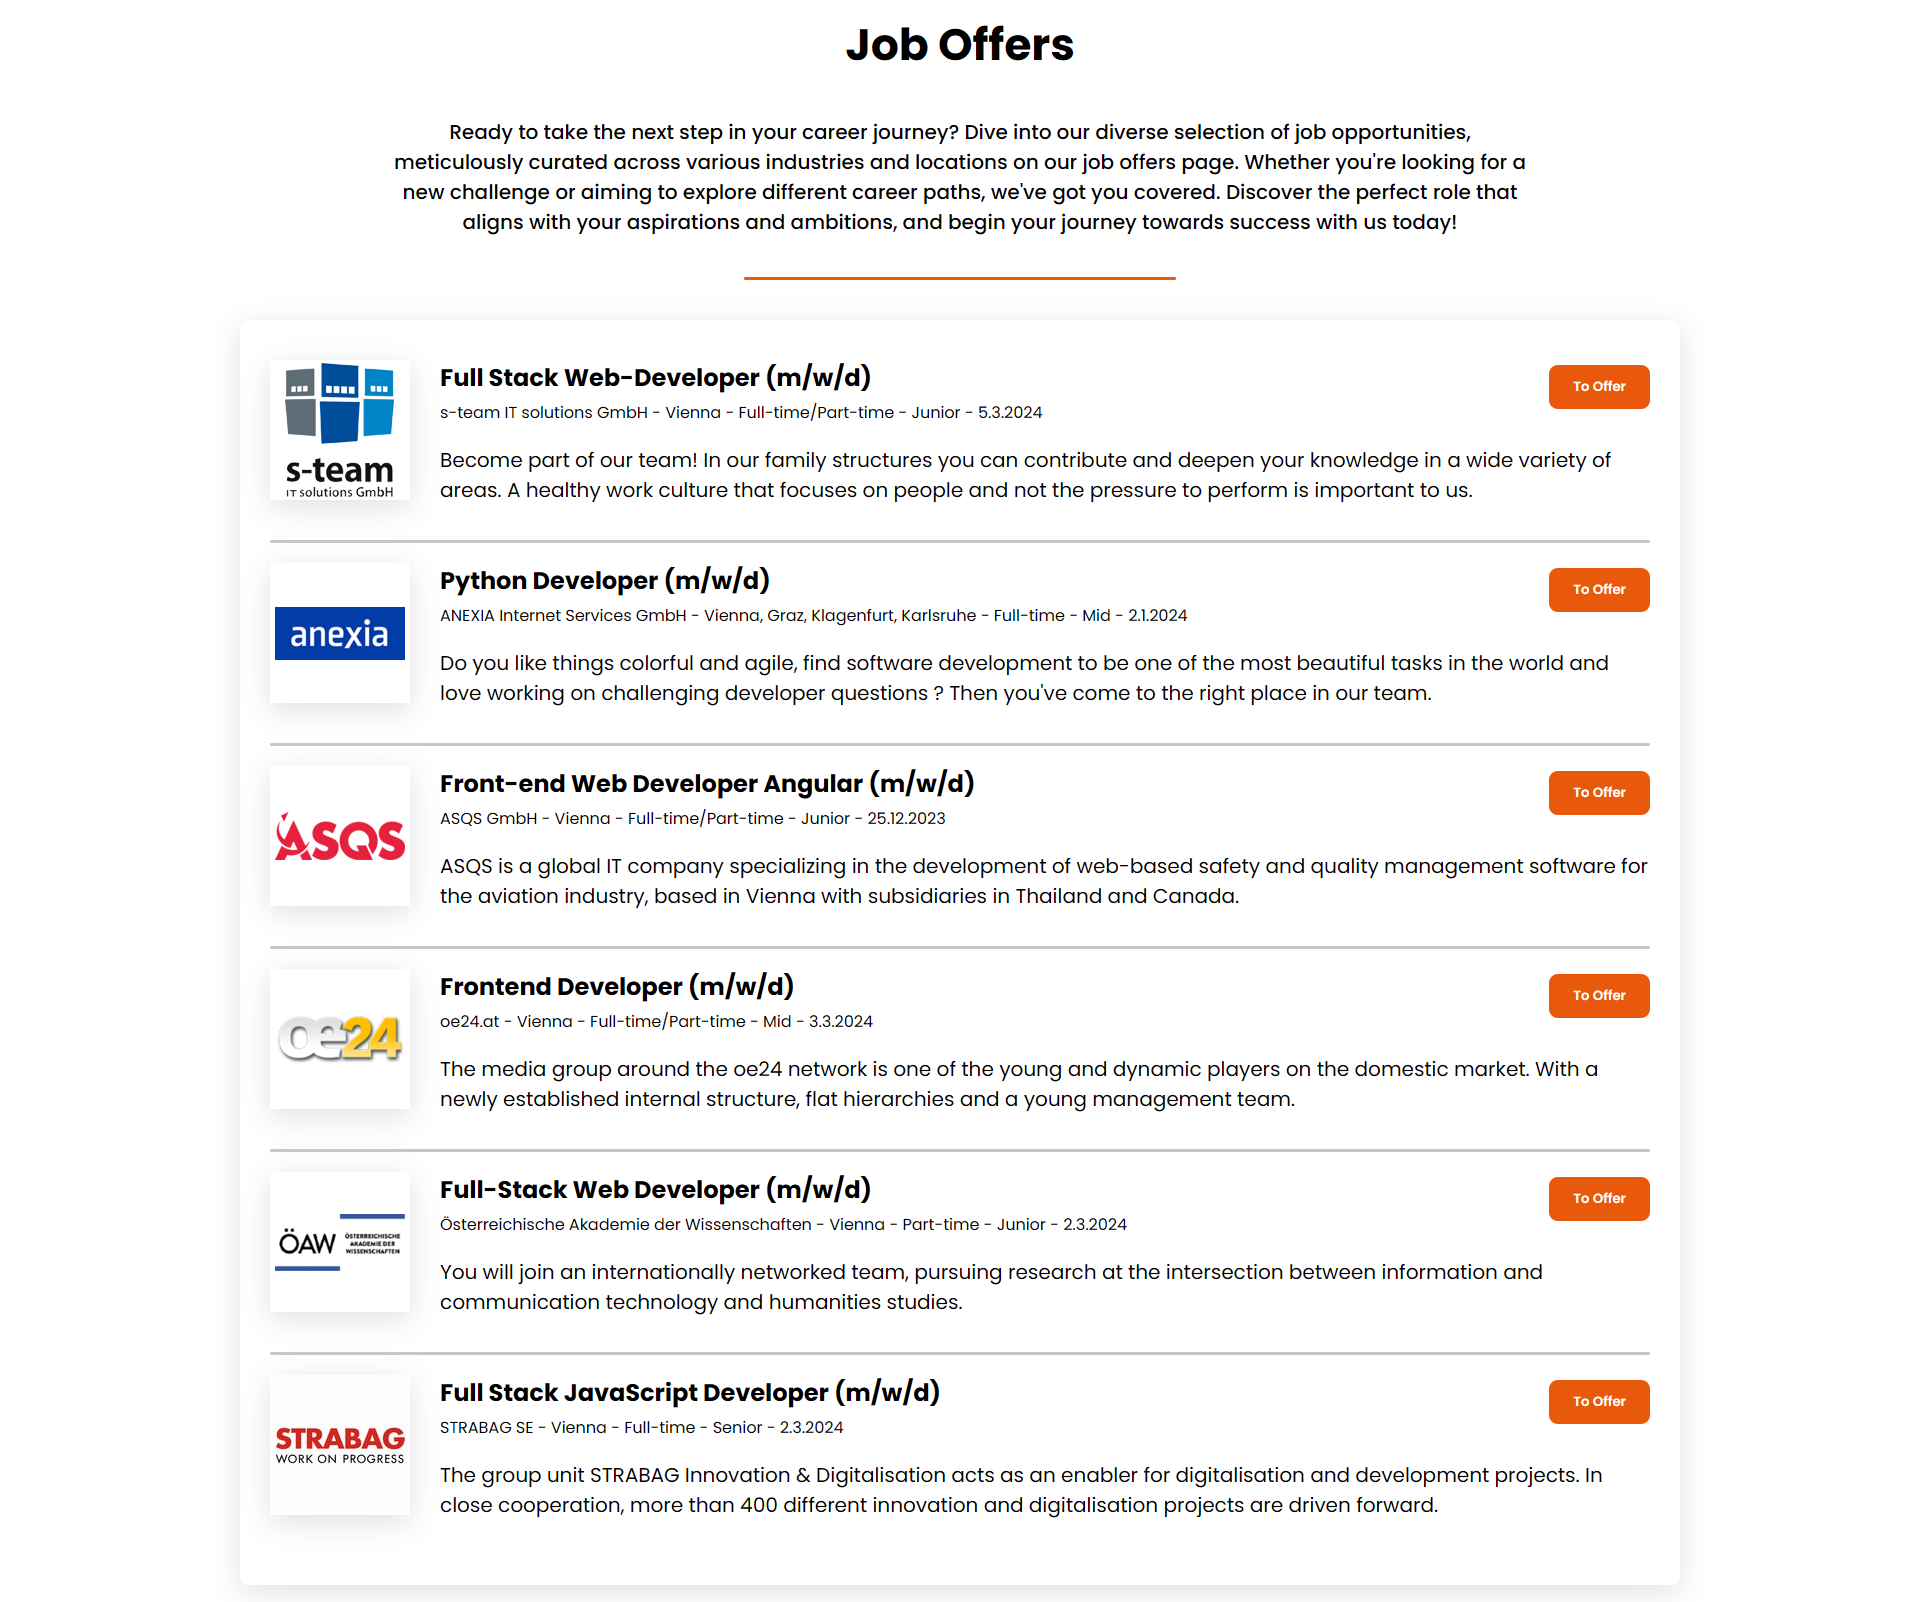 Job Offers
Ready to take the next step in your career journey? Dive into our diverse selection of job opportunities,
meticulously curated across various industries and locations on our job offers page. Whether you're looking for a
new challenge or aiming to explore different career paths, we've got you covered. Discover the perfect role that
aligns with your aspirations and ambitions, and begin your journey towards success with us today!
s-team
IT solutions GmbH
Full Stack Web-Developer (m/w/d)
To Offer
s-team IT solutions GmbH - Vienna - Full-time/Part-time - Junior - 5.3.2024
Become part of our team! In our family structures you can contribute and deepen your knowledge in a wide variety of
areas. A healthy work culture that focuses on people and not the pressure to perform is important to us.
anexia
Python Developer (m/w/d)
To Offer
ANEXIA Internet Services GmbH - Vienna, Graz, Klagenfurt, Karlsruhe - Full-time - Mid - 2.1.2024
Do you like things colorful and agile, find software development to be one of the most beautiful tasks in the world and
love working on challenging developer questions ? Then you've come to the right place in our team.
ASQS
Front-end Web Developer Angular (m/w/d)
To Offer
ASQS GmbH - Vienna - Full-time/Part-time - Junior - 25.12.2023
ASQS is a global IT company specializing in the development of web-based safety and quality management software for
the aviation industry, based in Vienna with subsidiaries in Thailand and Canada.
oe24
Frontend Developer (m/w/d)
To Offer
oe24.at - Vienna - Full-time/Part-time - Mid - 3.3.2024
The media group around the oe24 network is one of the young and dynamic players on the domestic market. With a
newly established internal structure, flat hierarchies and a young management team.
ÖAW
ÖSTERREICHISCHE
AKADEMIE DER
WISSENSCHAFTEN
Full-Stack Web Developer (m/w/d)
To Offer
Österreichische Akademie der Wissenschaften - Vienna - Part-time - Junior - 2.3.2024
You will join an internationally networked team, pursuing research at the intersection between information and
communication technology and humanities studies.
STRABAG
WORK ON PROGRESS
Full Stack JavaScript Developer (m/w/d)
To Offer
STRABAG SE - Vienna - Full-time - Senior - 2.3.2024
The group unit STRABAG Innovation & Digitalisation acts as an enabler for digitalisation and development projects. In
close cooperation, more than 400 different innovation and digitalisation projects are driven forward.